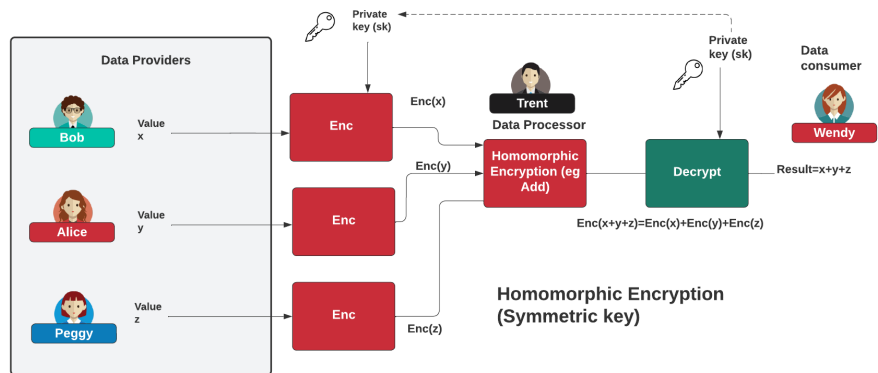 Private
key (sk)
Private
key (sk)
Data
consumer
Data Providers
Bob
Value
x
Enc
Enc(x)
Trent
Data Processor
Wendy
Homomorphic
Encryption (eg
Add)
Decrypt
Result=x+y+z
Enc(y)
Alice
Value
y
Enc
Enc(x+y+z)=Enc(x)+Enc(y)+Enc(z)
Peggy
Value
z
Enc
Enc(z)
Homomorphic Encryption
(Symmetric key)